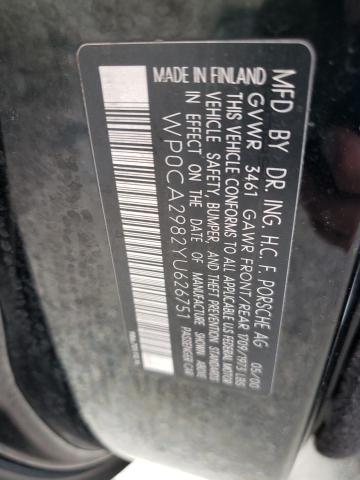 MFD BY DR. ING. H.C. F. PORSCHE AG 05/00
GVWR 3461 GAWR FRONT/REAR 1709/1973 LBS
THIS VEHICLE CONFORMS TO ALL APPLICABLE U.S. FEDERAL MOTOR
VEHICLE SAFETY, BUMPER, AND THEFT PREVENTION STANDARDS
IN EFFECT ON THE DATE OF MANUFACTURE SHOWN ABOVE.
WP0CA2982YU626751 PASSENGER CAR
MADE IN FINLAND